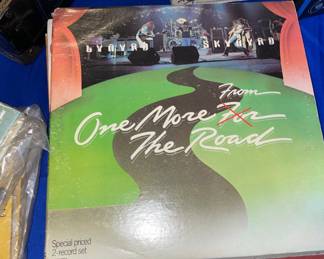 LYNYRD SKYNYRD
From
One More For
The Road
Special priced
2-record set